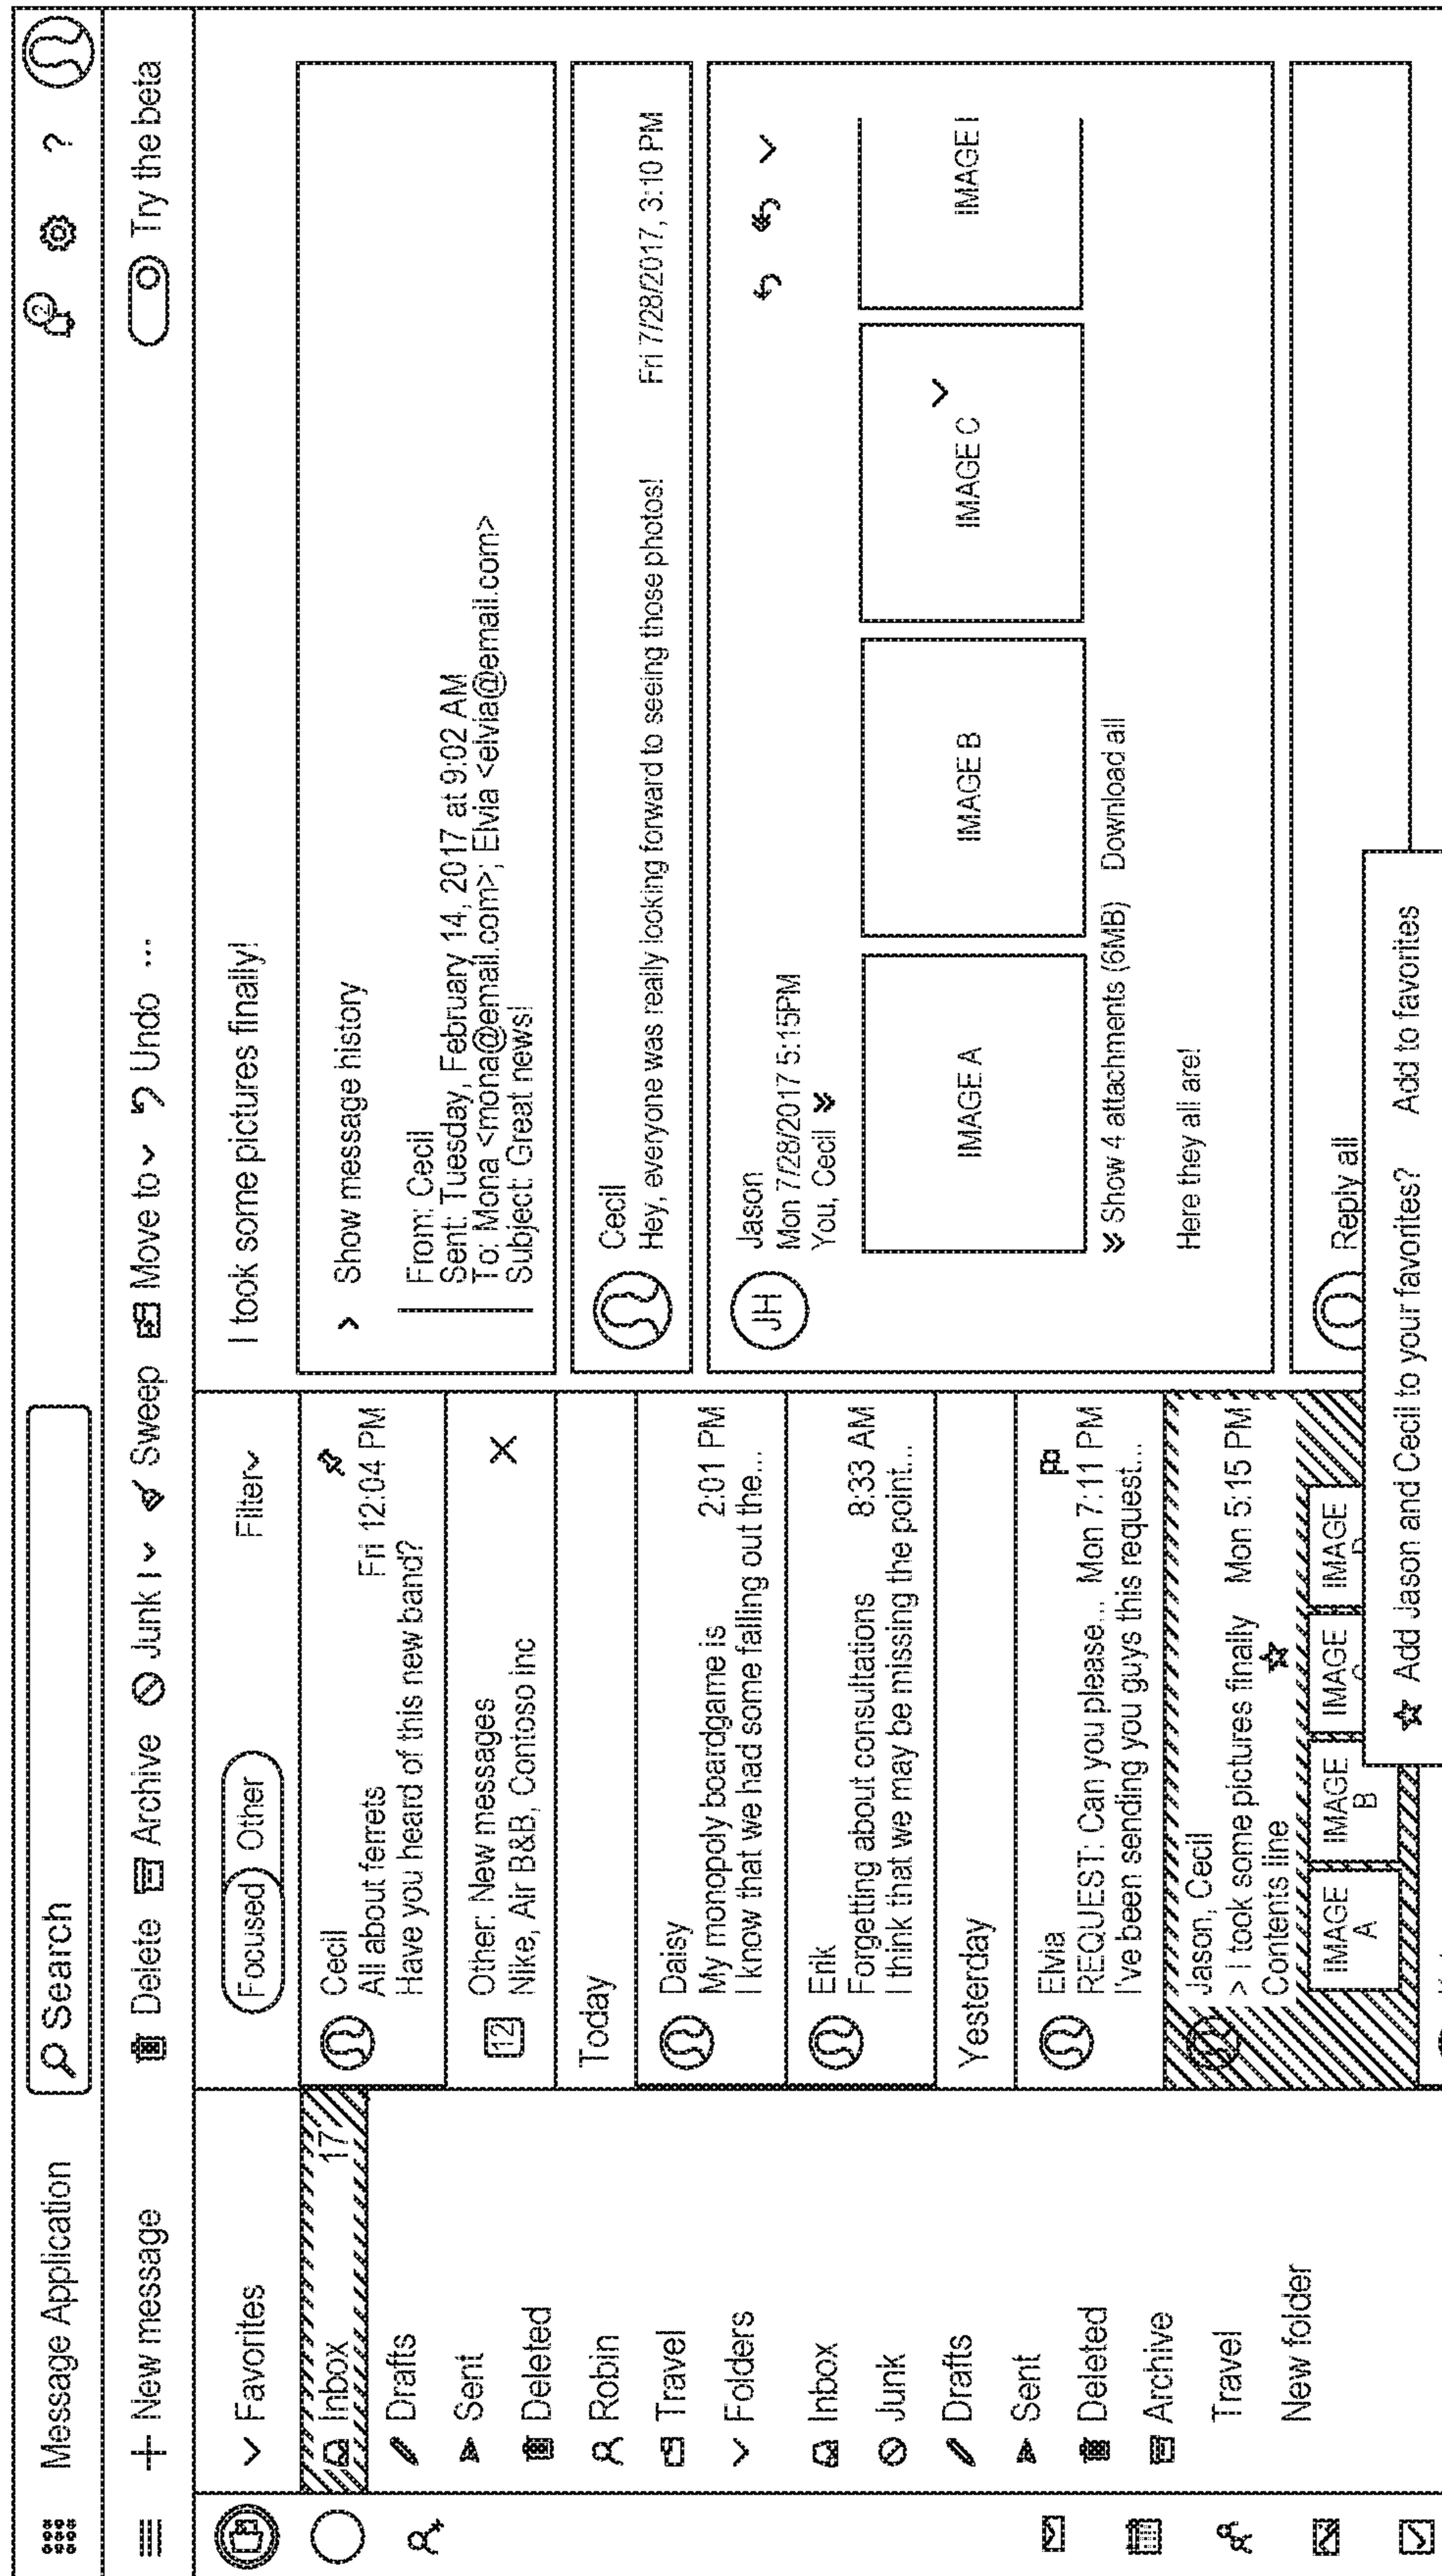 Message Application
Search
2
?
New message
Delete
Archive
Junk
Sweep
Move to
Undo ...
Try the beta
Favorites
Inbox 17
Drafts
Sent
Deleted
Robin
Travel
Folders
Inbox
Junk
Drafts
Sent
Deleted
Archive
Travel
New folder
Focused Other
Filter
Cecil
All about ferrets Fri 12:04 PM
Have you heard of this new band?
12
Other: New messages
Nike, Air B&B, Contoso inc
Today
Daisy
My monopoly boardgame is 2:01 PM
I know that we had some falling out the...
Erik
Forgetting about consultations 8:33 AM
I think that we may be missing the point...
Yesterday
Elvia
REQUEST: Can you please... Mon 7:11 PM
I've been sending you guys this request...
Jason, Cecil
> I took some pictures finally Mon 5:15 PM
Contents line
IMAGE A
IMAGE B
IMAGE
IMAGE
I took some pictures finally!
Show message history
From: Cecil
Sent: Tuesday, February 14, 2017 at 9:02 AM
To: Mona <mona@email.com>; Elvia <elvia@email.com>
Subject: Great news!
Cecil
Hey, everyone was really looking forward to seeing those photos! Fri 7/28/2017, 3:10 PM
JH
Jason
Mon 7/28/2017 5:15PM
You, Cecil
IMAGE A
IMAGE B
IMAGE C
IMAGE
Show 4 attachments (6MB) Download all
Here they all are!
Reply all
Add Jason and Cecil to your favorites? Add to favorites